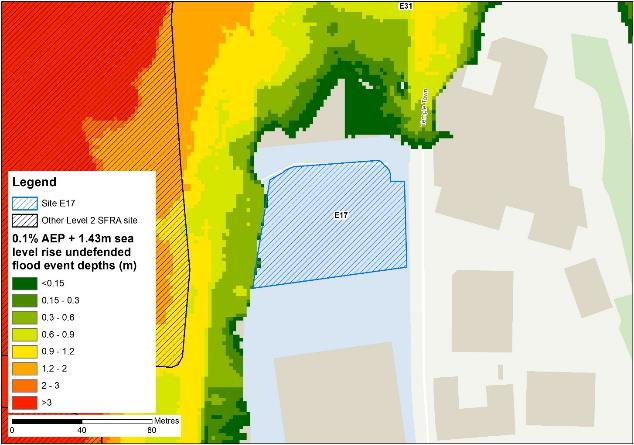 E31
Temple Town
E17
Legend
Site E17
Other Level 2 SFRA site
0.1% AEP + 1.43m sea
level rise undefended
flood event depths (m)
<0.15
0.15 - 0.3
0.3 - 0.6
0.6 - 0.9
0.9 - 1.2
1.2 - 2
2 - 3
>3
Metres
0 40 80